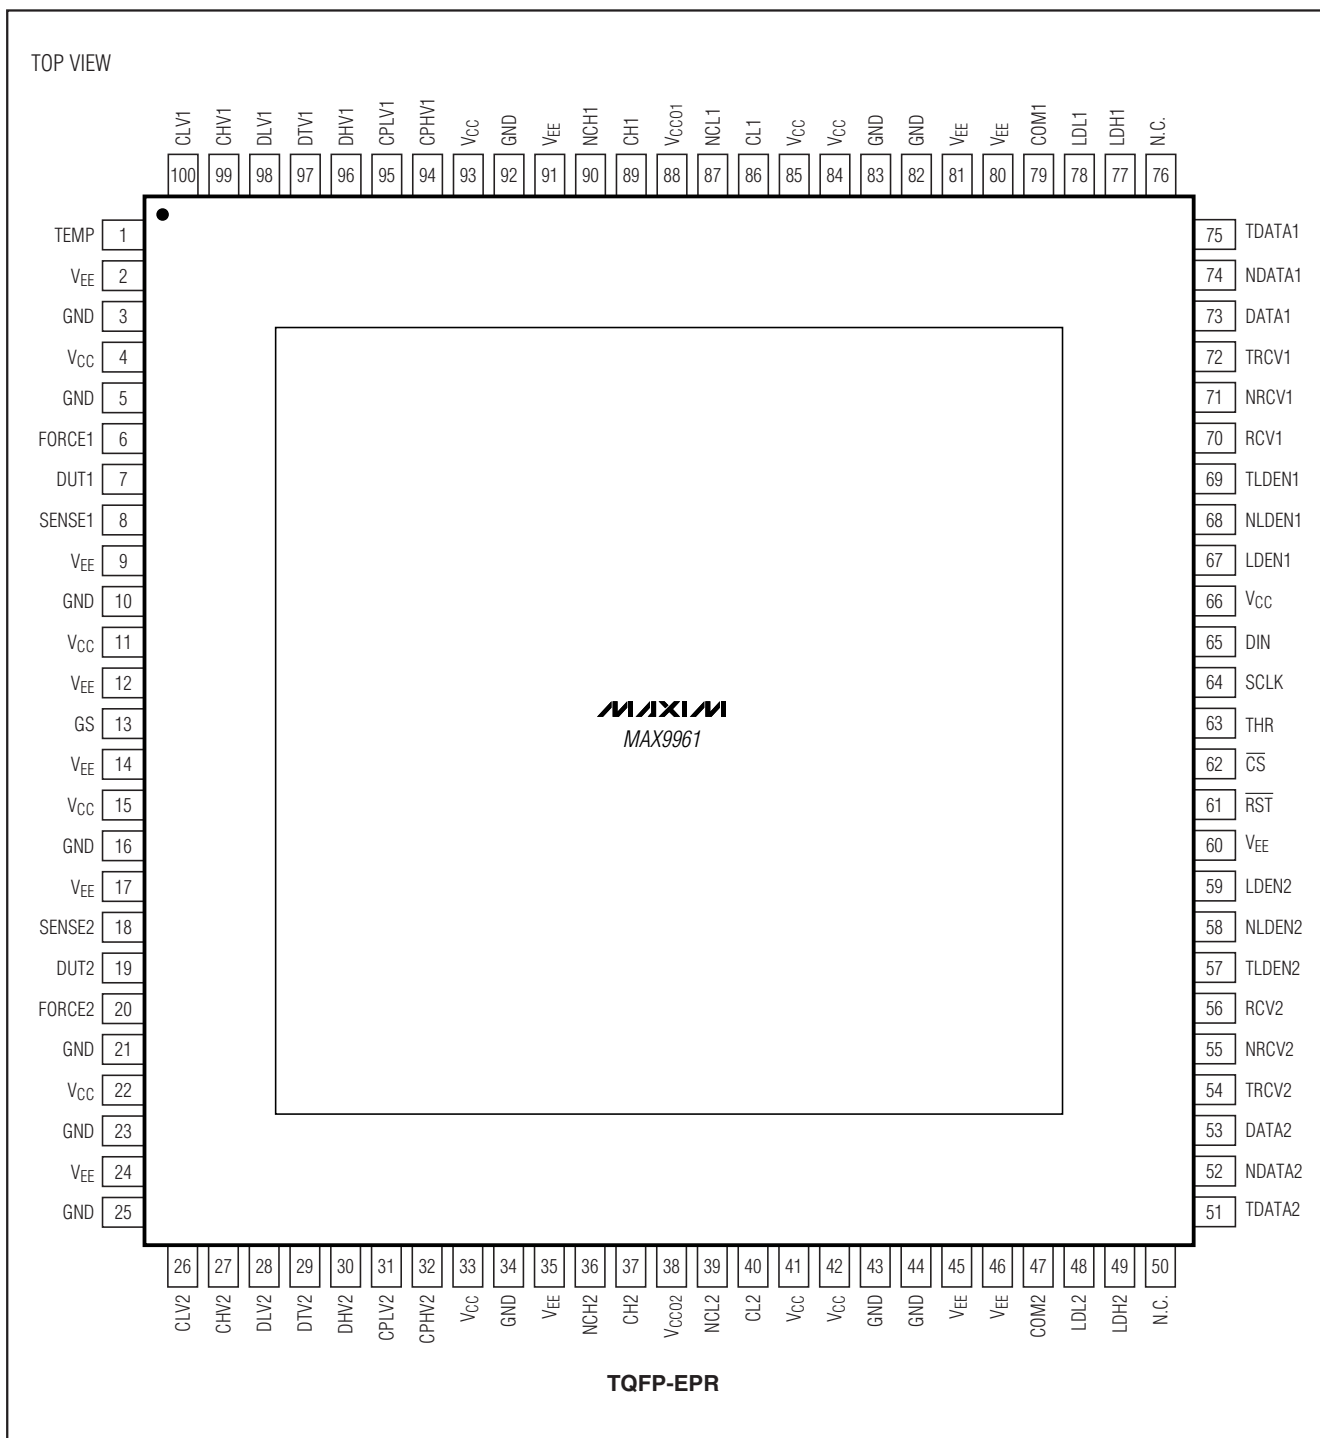 TOP VIEW
CLV1 CHV1 DLV1 DTV1 DHV1 CPLV1 CPHV1 VCC GND VEE NCH1 CH1 VCCO1 NCL1 CL1 VCC VCC GND GND VEE VEE COM1 LDL1 LDH1 N.C.
100 99 98 97 96 95 94 93 92 91 90 89 88 87 86 85 84 83 82 81 80 79 78 77 76
TEMP 1 75 TDATA1
VEE 2 74 NDATA1
GND 3 73 DATA1
VCC 4 72 TRCV1
GND 5 71 NRCV1
FORCE1 6 70 RCV1
DUT1 7 69 TLDEN1
SENSE1 8 68 NLDEN1
VEE 9 67 LDEN1
GND 10 66 VCC
VCC 11 65 DIN
VEE 12 64 SCLK
GS 13 63 THR
MAXIM
MAX9961
VEE 14 62 C̅S̅
VCC 15 61 R̅S̅T̅
GND 16 60 VEE
VEE 17 59 LDEN2
SENSE2 18 58 NLDEN2
DUT2 19 57 TLDEN2
FORCE2 20 56 RCV2
GND 21 55 NRCV2
VCC 22 54 TRCV2
GND 23 53 DATA2
VEE 24 52 NDATA2
GND 25 51 TDATA2
26 27 28 29 30 31 32 33 34 35 36 37 38 39 40 41 42 43 44 45 46 47 48 49 50
CLV2 CHV2 DLV2 DTV2 DHV2 CPLV2 CPHV2 VCC GND VEE NCH2 CH2 VCCO2 NCL2 CL2 VCC VCC GND GND VEE VEE COM2 LDL2 LDH2 N.C.
TQFP-EPR